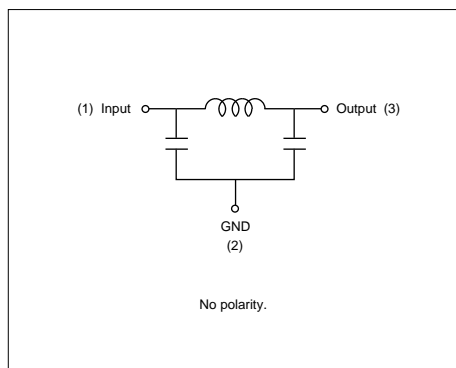 (1) Input Output (3)
GND
(2)
No polarity.